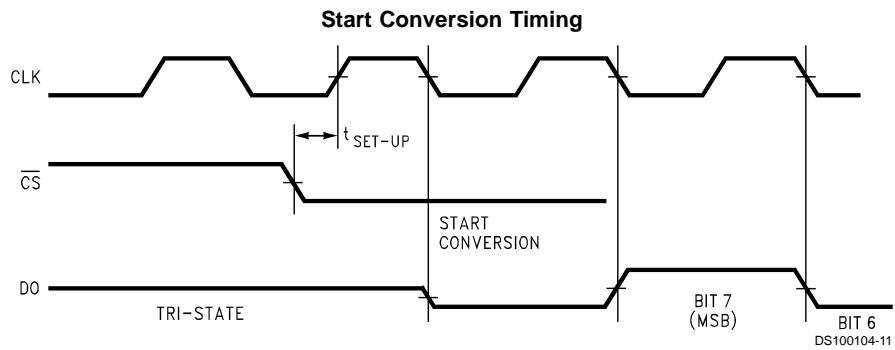 Start Conversion Timing
CLK
t SET-UP
CS
START
CONVERSION
DO
TRI-STATE
BIT 7
(MSB)
BIT 6
DS100104-11